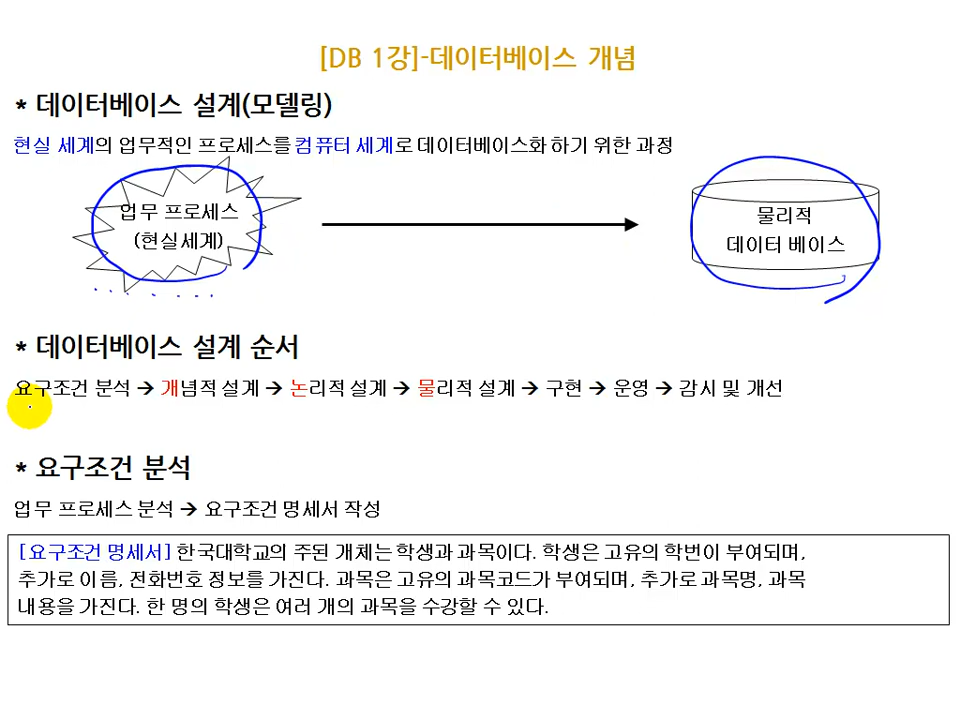 [DB 1강]-데이터베이스 개념
* 데이터베이스 설계(모델링)
현실 세계의 업무적인 프로세스를 컴퓨터 세계로 데이터베이스화 하기 위한 과정
업무 프로세스
(현실세계)
물리적
데이터 베이스
* 데이터베이스 설계 순서
요구조건 분석 → 개념적 설계 → 논리적 설계 → 물리적 설계 → 구현 → 운영 → 감시 및 개선
* 요구조건 분석
업무 프로세스 분석 → 요구조건 명세서 작성
[요구조건 명세서] 한국대학교의 주된 개체는 학생과 과목이다. 학생은 고유의 학번이 부여되며,
추가로 이름, 전화번호 정보를 가진다. 과목은 고유의 과목코드가 부여되며, 추가로 과목명, 과목
내용을 가진다. 한 명의 학생은 여러 개의 과목을 수강할 수 있다.